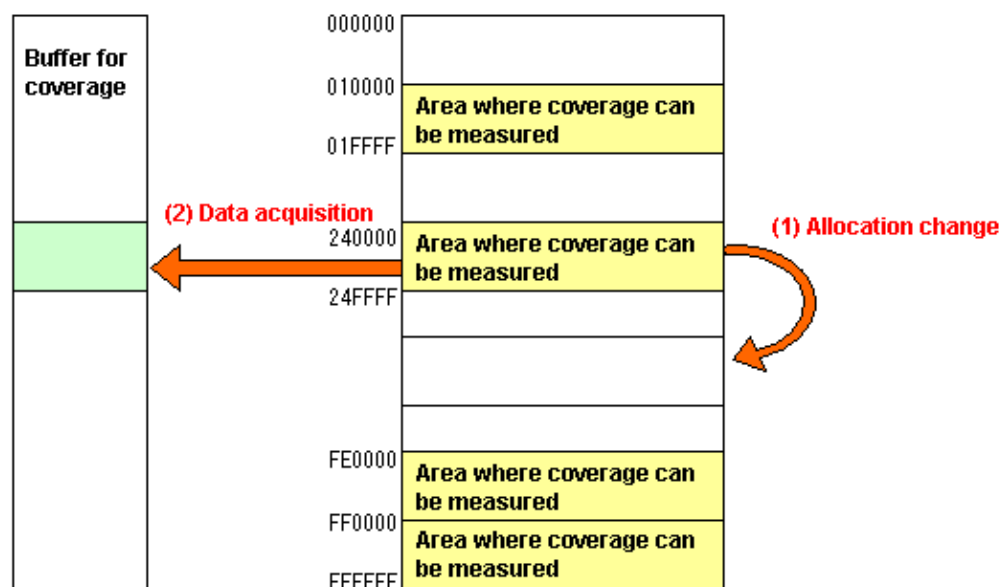 Buffer for
coverage
000000
010000
Area where coverage can
be measured
01FFFF
(2) Data acquisition
240000
Area where coverage can
be measured
(1) Allocation change
24FFFF
FE0000
Area where coverage can
be measured
FF0000
Area where coverage can
be measured
FFFFFF